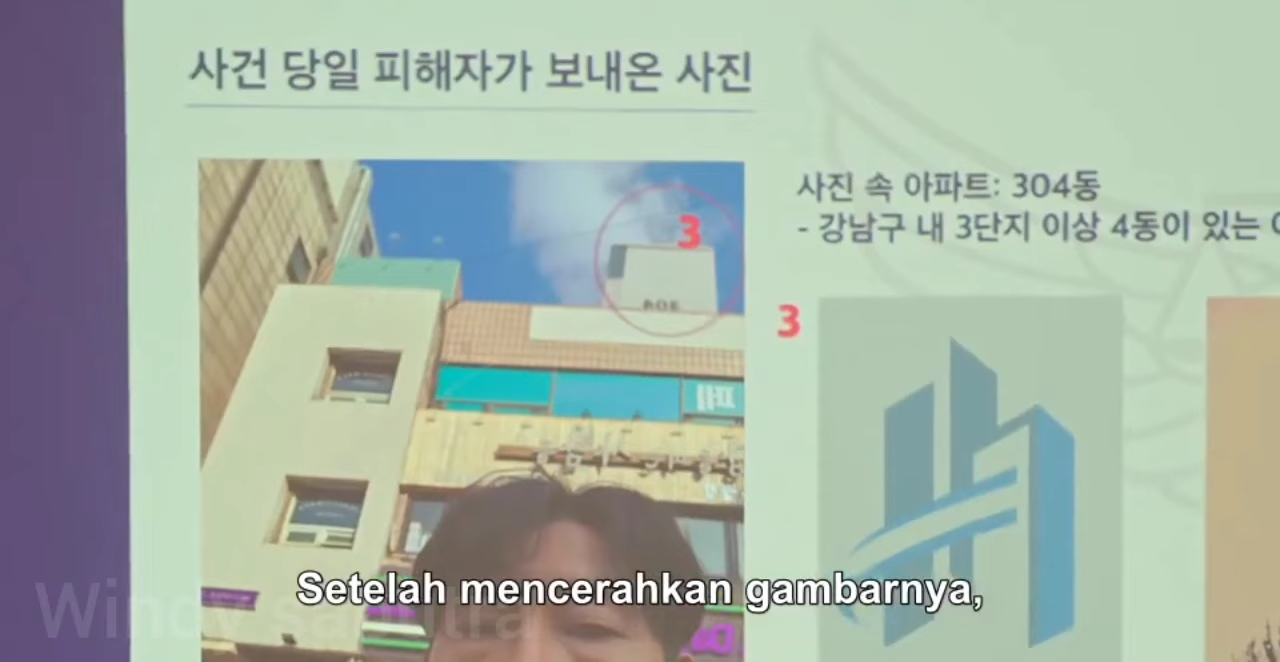 사건 당일 피해자가 보내온 사진
사진 속 아파트: 304동
- 강남구 내 3단지 이상 4동이 있는
3
3
Setelah mencerahkan gambarnya,
Windy saputra